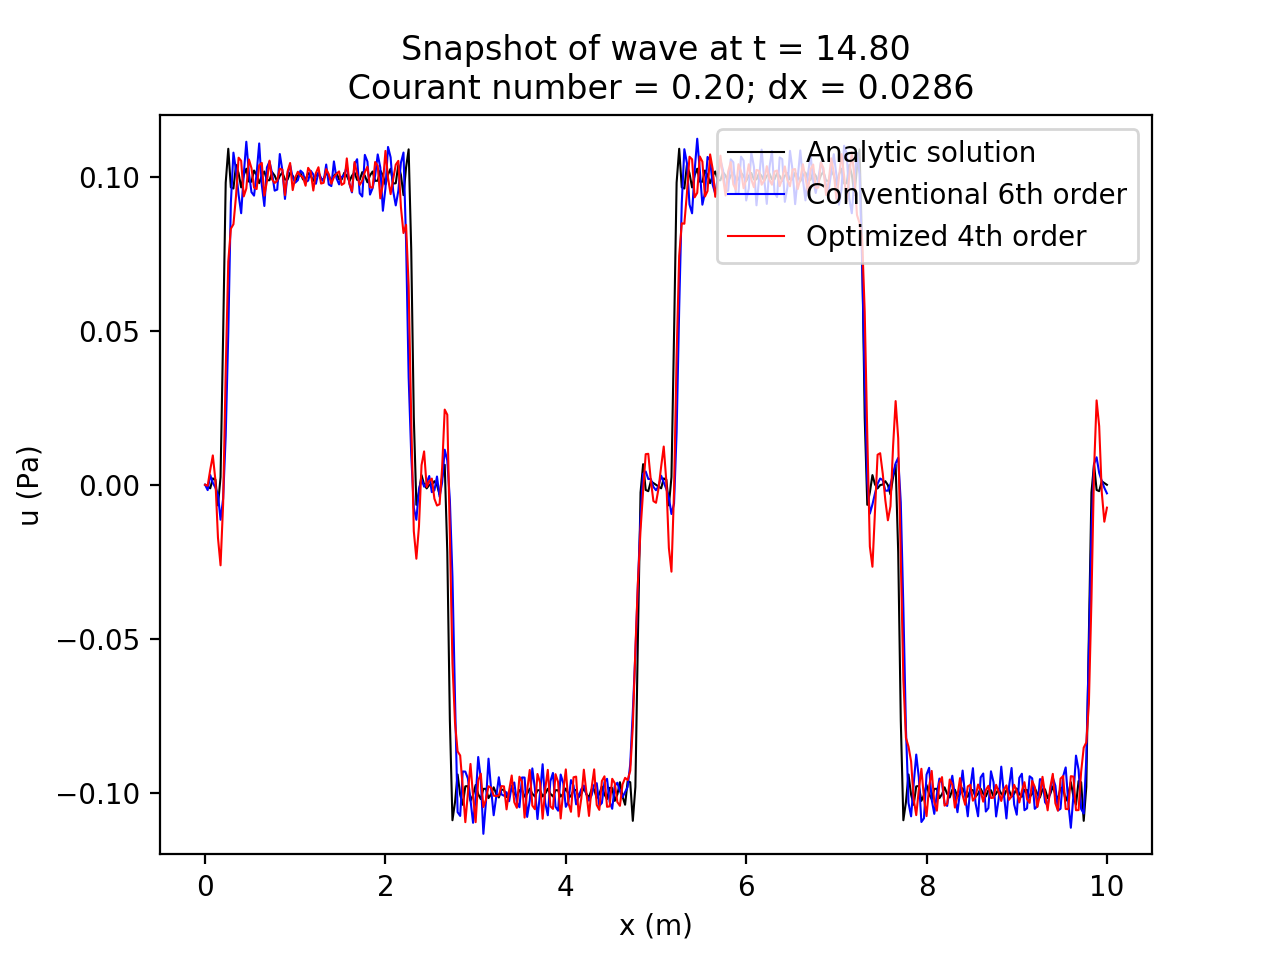 Snapshot of wave at t = 14.80
Courant number = 0.20; dx = 0.0286
Analytic solution
Conventional 6th order
Optimized 4th order
0.10
0.05
0.00
−0.05
−0.10
u (Pa)
0 2 4 6 8 10
x (m)